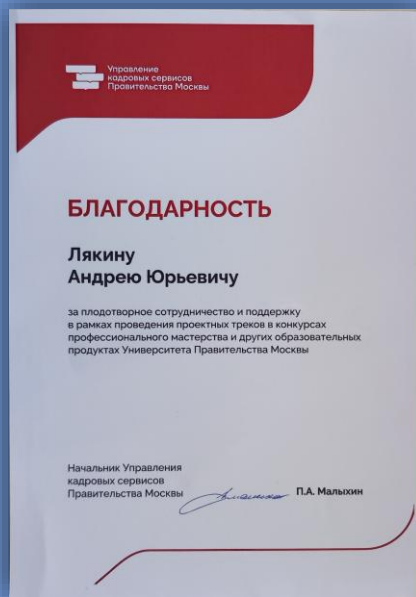 Управление
кадровых сервисов
Правительства Москвы
БЛАГОДАРНОСТЬ
Лякину
Андрею Юрьевичу
за плодотворное сотрудничество и поддержку
в рамках проведения проектных треков в конкурсах
профессионального мастерства и других образовательных
продуктах Университета Правительства Москвы
Начальник Управления
кадровых сервисов
Правительства Москвы
П.А. Малыхин